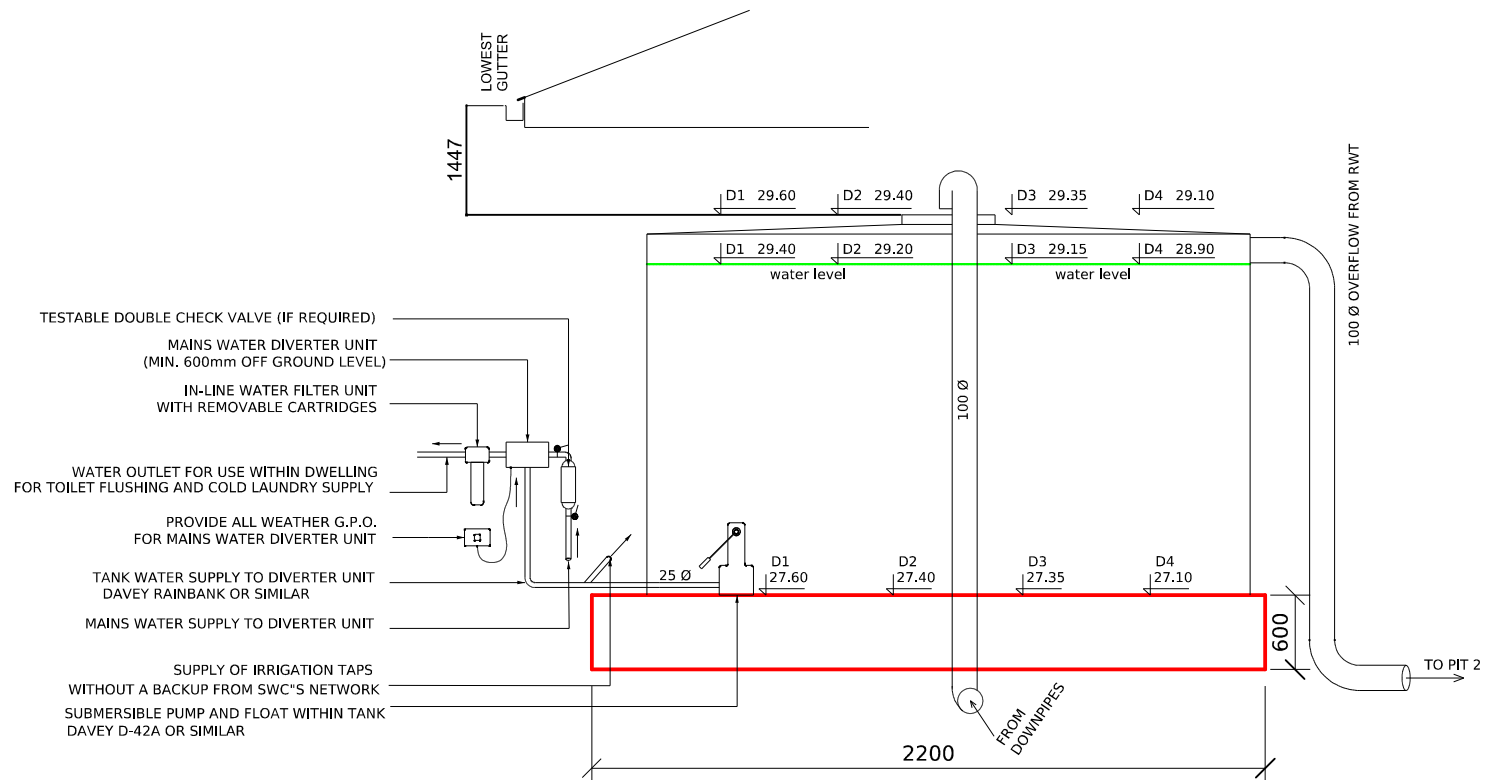 LOWEST
GUTTER
1447
D1 29.60
D2 29.40
D3 29.35
D4 29.10
D1 29.40
D2 29.20
D3 29.15
D4 28.90
water level
water level
100 Ø OVERFLOW FROM RWT
TESTABLE DOUBLE CHECK VALVE (IF REQUIRED)
MAINS WATER DIVERTER UNIT
(MIN. 600mm OFF GROUND LEVEL)
IN-LINE WATER FILTER UNIT
WITH REMOVABLE CARTRIDGES
100 Ø
WATER OUTLET FOR USE WITHIN DWELLING
FOR TOILET FLUSHING AND COLD LAUNDRY SUPPLY
PROVIDE ALL WEATHER G.P.O.
FOR MAINS WATER DIVERTER UNIT
TANK WATER SUPPLY TO DIVERTER UNIT
DAVEY RAINBANK OR SIMILAR
25 Ø
D1
27.60
D2
27.40
D3
27.35
D4
27.10
MAINS WATER SUPPLY TO DIVERTER UNIT
600
SUPPLY OF IRRIGATION TAPS
WITHOUT A BACKUP FROM SWC"S NETWORK
TO PIT 2
SUBMERSIBLE PUMP AND FLOAT WITHIN TANK
DAVEY D-42A OR SIMILAR
FROM
DOWNPIPES
2200